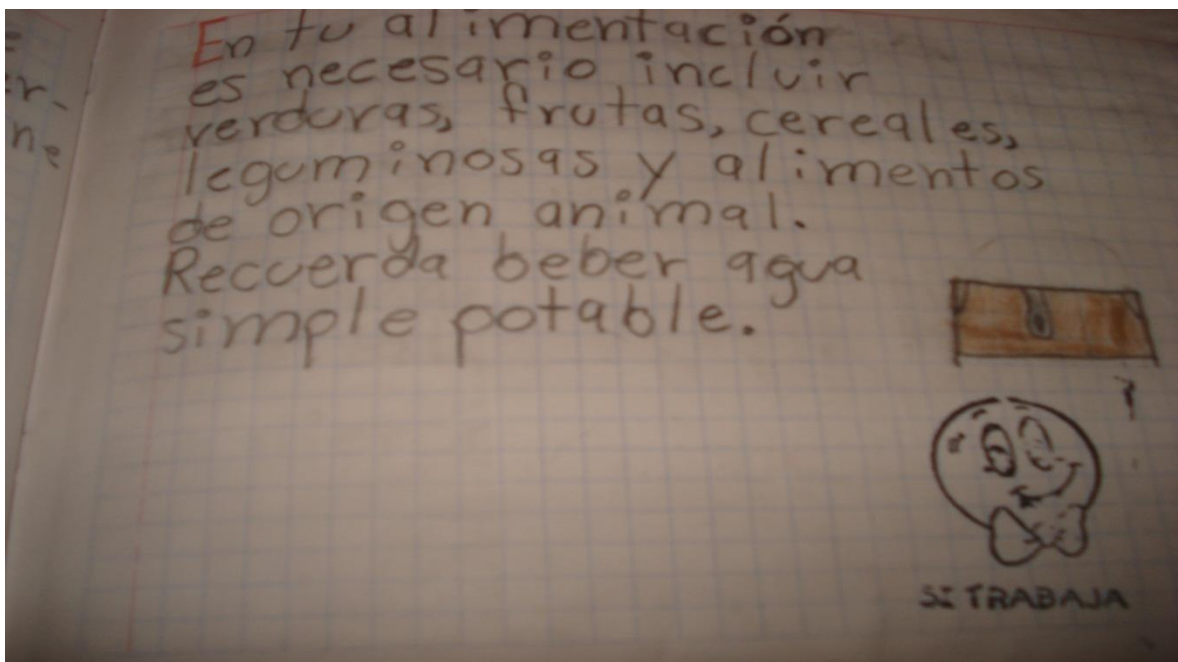 En tu alimentación
es necesario incluir
verduras, frutas, cereales,
leguminosas y alimentos
de origen animal.
Recuerda beber agua
simple potable.
SI TRABAJA